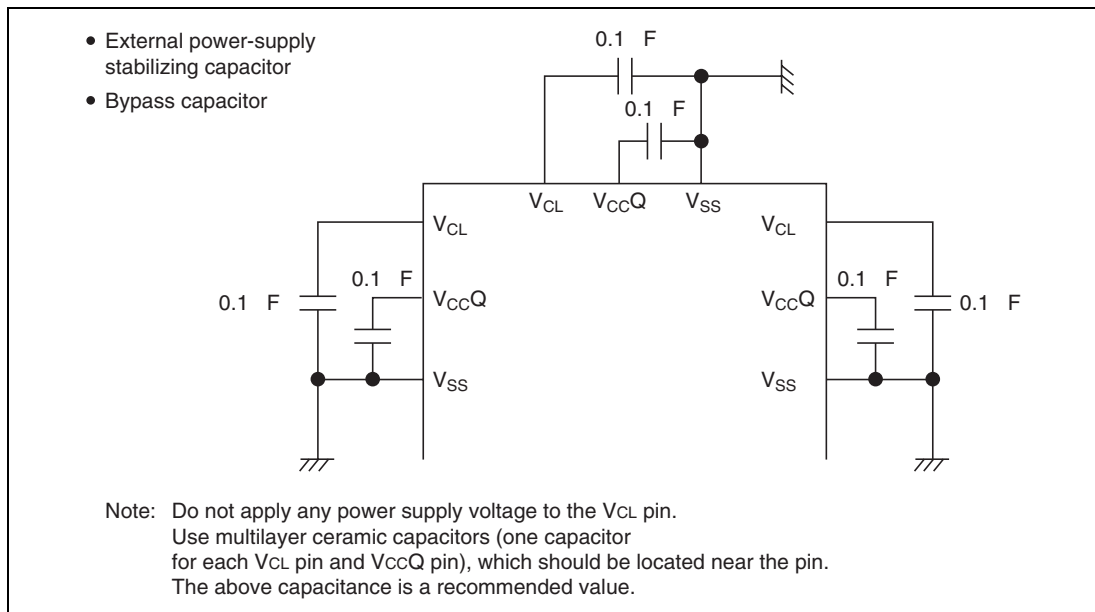 • External power-supply
stabilizing capacitor
• Bypass capacitor
0.1 F
0.1 F
VCL VCCQ VSS
VCL
0.1 F
VCCQ
0.1 F
VSS
VCL
0.1 F
VCCQ
0.1 F
VSS
Note: Do not apply any power supply voltage to the VCL pin.
Use multilayer ceramic capacitors (one capacitor
for each VCL pin and VCCQ pin), which should be located near the pin.
The above capacitance is a recommended value.